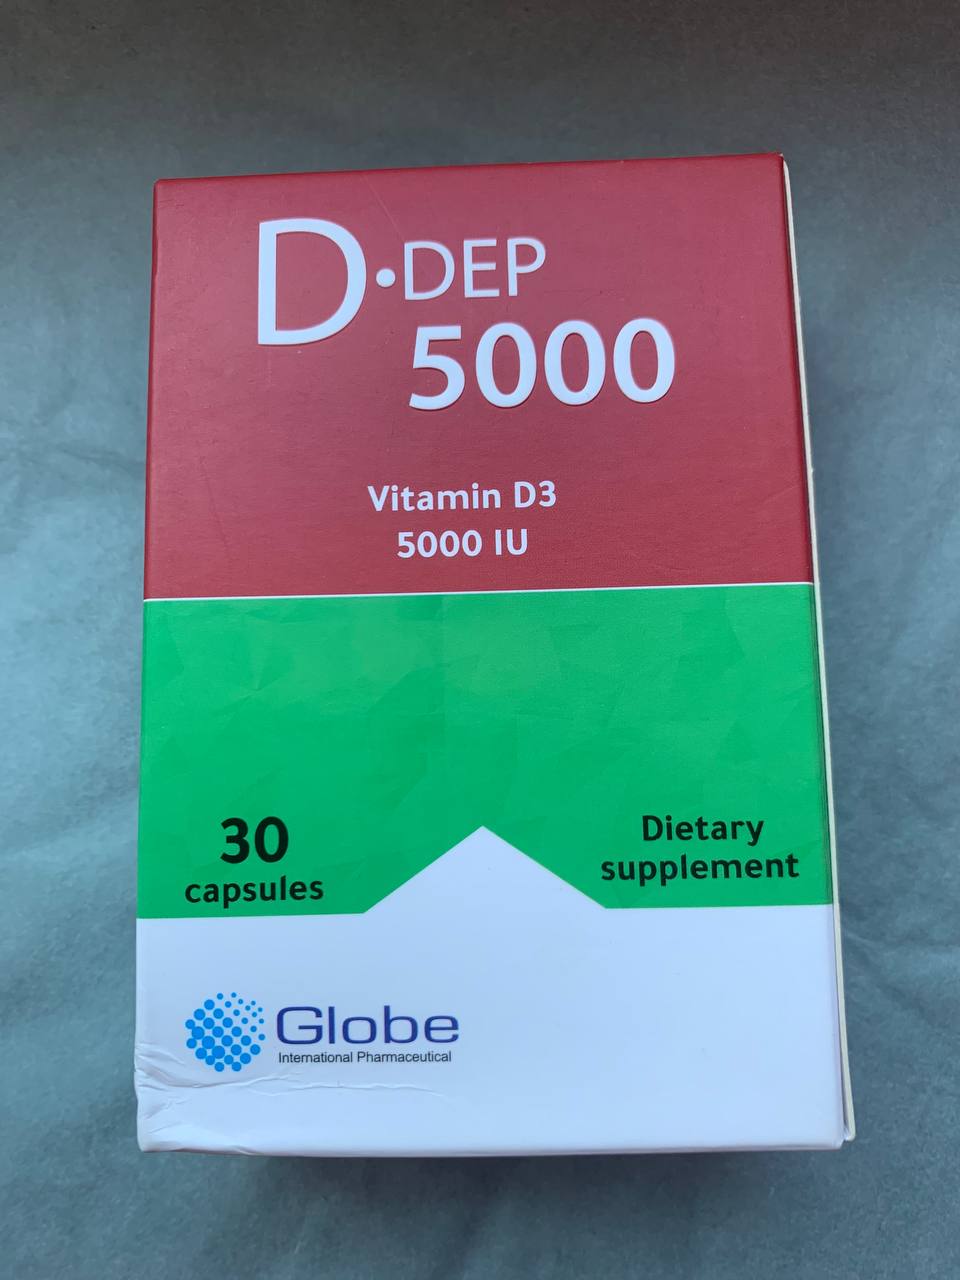 D•DEP
5000
Vitamin D3
5000 IU
30
capsules
Dietary
supplement
Globe
International Pharmaceutical